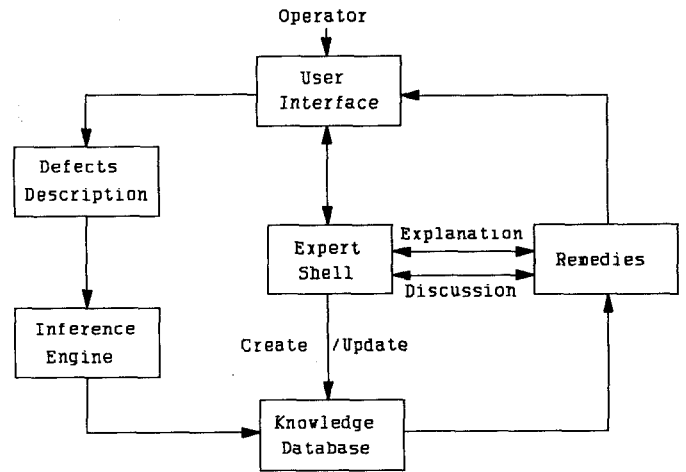 Operator
User
Interface
Defects
Description
Expert
Shell
Explanation
Discussion
Remedies
Inference
Engine
Create /Update
Knowledge
Database